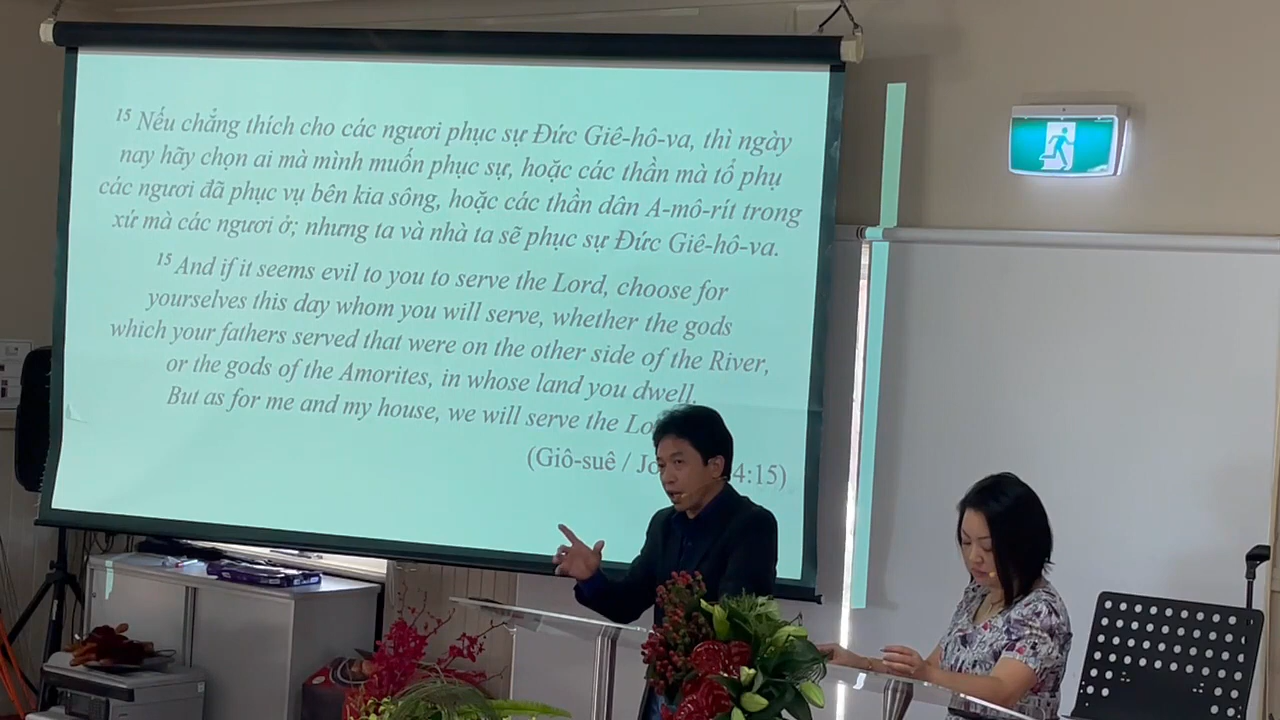 15 Nếu chẳng thích cho các ngươi phục sự Đức Giê-hô-va, thì ngày
nay hãy chọn ai mà mình muốn phục sự, hoặc các thần mà tổ phụ
các ngươi đã phục vụ bên kia sông, hoặc các thần dân A-mô-rít trong
xứ mà các ngươi ở; nhưng ta và nhà ta sẽ phục sự Đức Giê-hô-va.
15 And if it seems evil to you to serve the Lord, choose for
yourselves this day whom you will serve, whether the gods
which your fathers served that were on the other side of the River,
or the gods of the Amorites, in whose land you dwell.
But as for me and my house, we will serve the
(Giô-suê / 4:15)